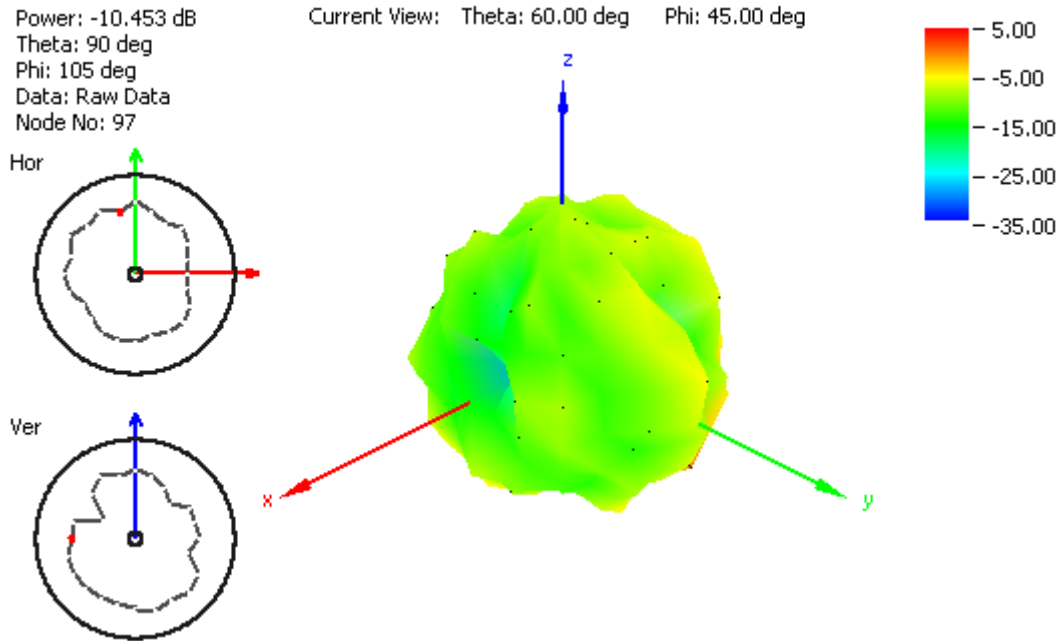 Power: -10.453 dB
Theta: 90 deg
Phi: 105 deg
Data: Raw Data
Node No: 97
Current View: Theta: 60.00 deg Phi: 45.00 deg
5.00
-5.00
-15.00
-25.00
-35.00
Hor
Ver
z
x
y